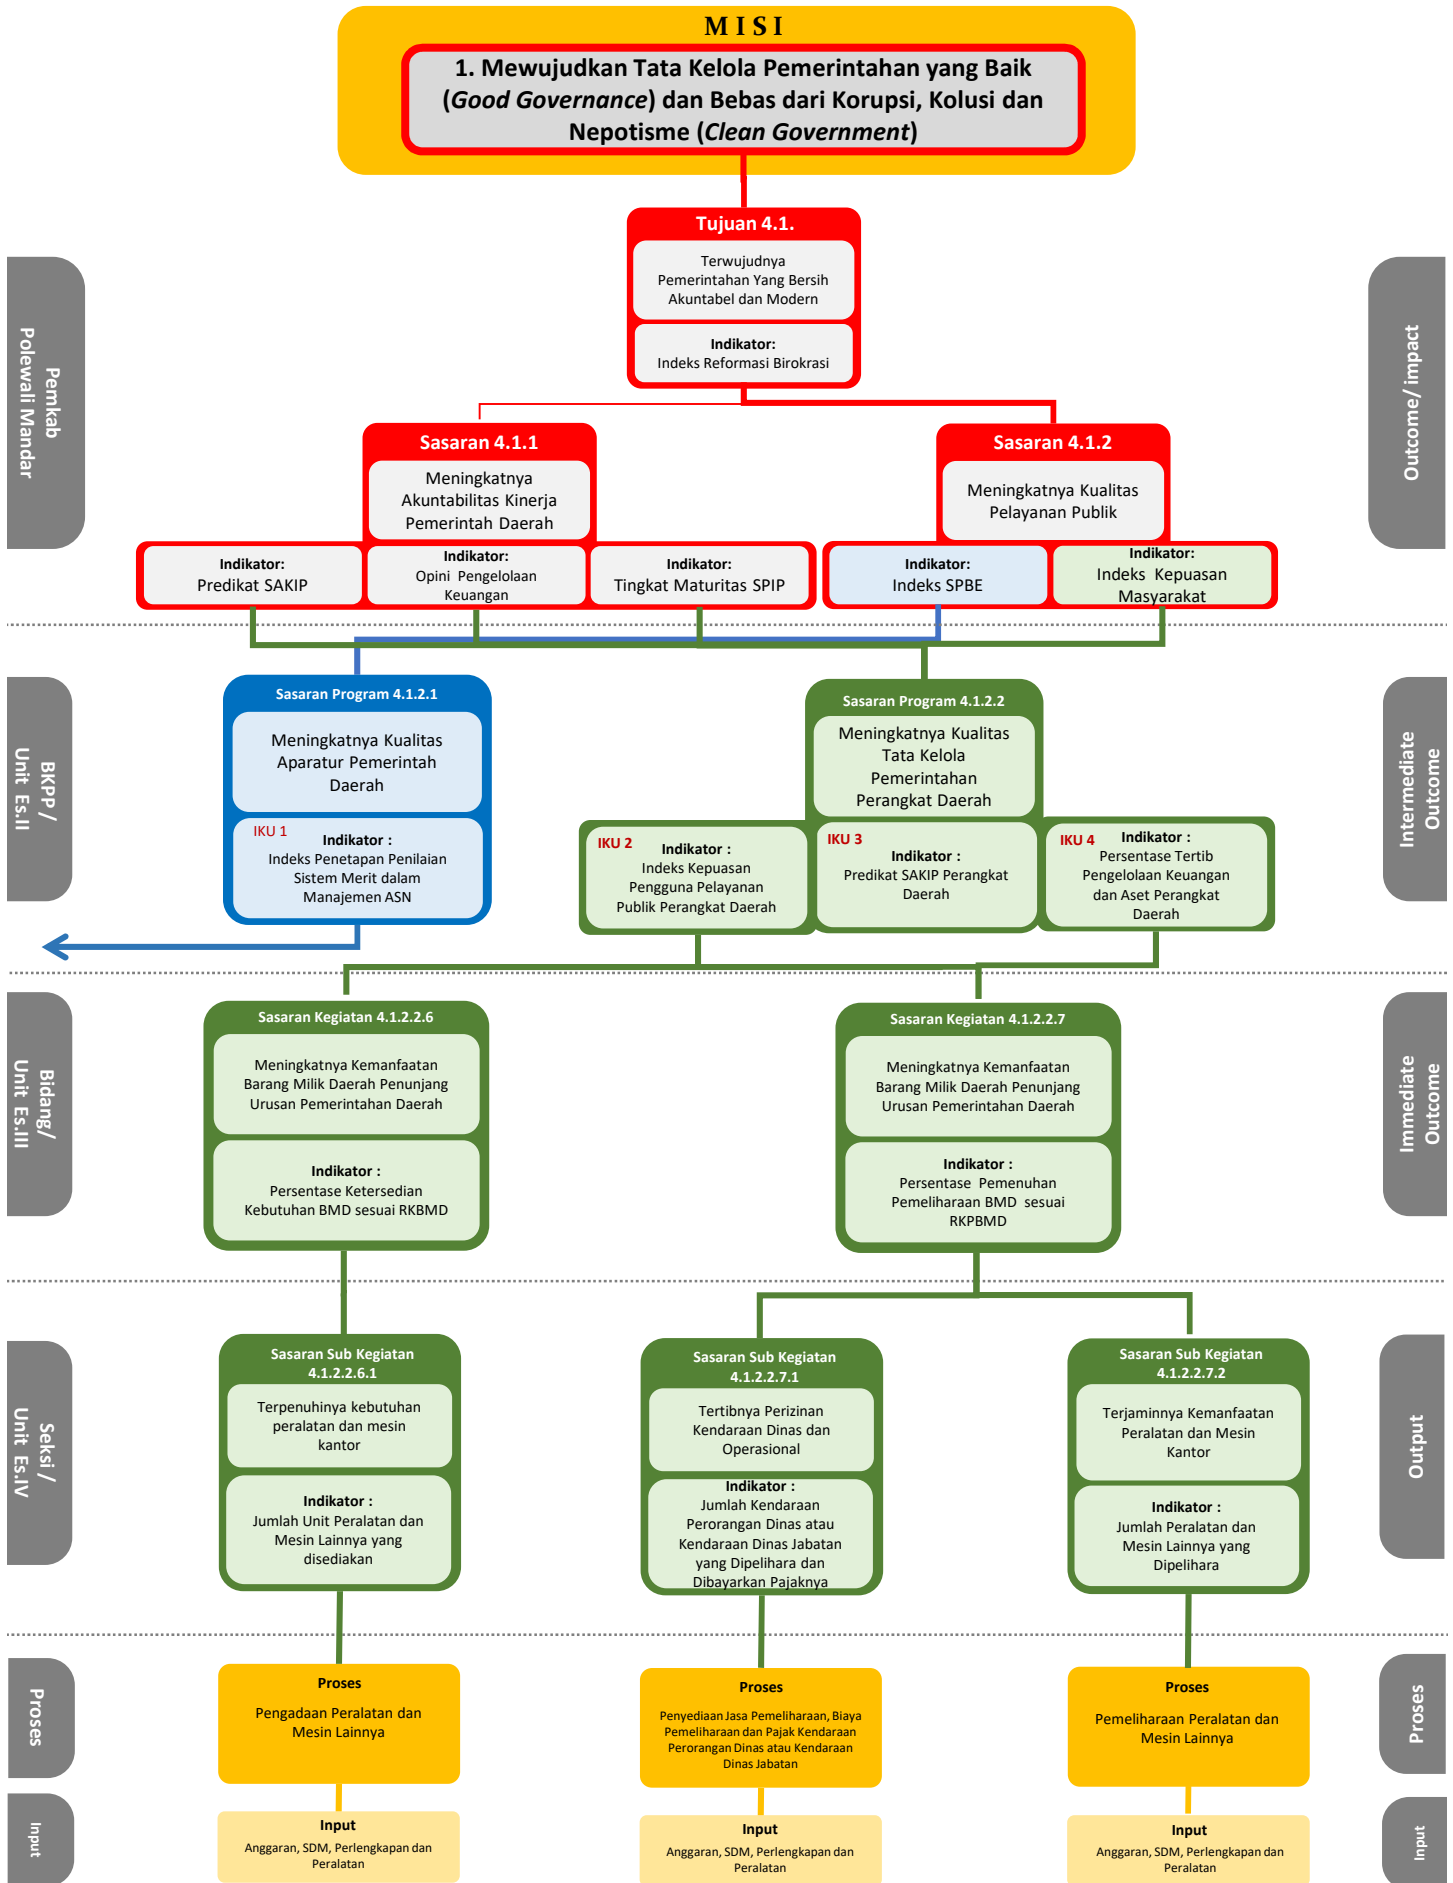 M I S I
1. Mewujudkan Tata Kelola Pemerintahan yang Baik
(Good Governance) dan Bebas dari Korupsi, Kolusi dan
Nepotisme (Clean Government)
Tujuan 4.1.
Terwujudnya
Pemerintahan Yang Bersih
Akuntabel dan Modern
Indikator:
Indeks Reformasi Birokrasi
Pemkab
Polewali Mandar
Outcome/ impact
Sasaran 4.1.1
Meningkatnya
Akuntabilitas Kinerja
Pemerintah Daerah
Sasaran 4.1.2
Meningkatnya Kualitas
Pelayanan Publik
Indikator:
Predikat SAKIP
Indikator:
Opini Pengelolaan
Keuangan
Indikator:
Tingkat Maturitas SPIP
Indikator:
Indeks SPBE
Indikator:
Indeks Kepuasan
Masyarakat
BKPP /
Unit Es.II
Intermediate
Outcome
Sasaran Program 4.1.2.1
Meningkatnya Kualitas
Aparatur Pemerintah
Daerah
IKU 1
Indikator :
Indeks Penetapan Penilaian
Sistem Merit dalam
Manajemen ASN
Sasaran Program 4.1.2.2
Meningkatnya Kualitas
Tata Kelola
Pemerintahan
Perangkat Daerah
IKU 2
Indikator :
Indeks Kepuasan
Pengguna Pelayanan
Publik Perangkat Daerah
IKU 3
Indikator :
Predikat SAKIP Perangkat
Daerah
IKU 4
Indikator :
Persentase Tertib
Pengelolaan Keuangan
dan Aset Perangkat
Daerah
Bidang/
Unit Es.III
Immediate
Outcome
Sasaran Kegiatan 4.1.2.2.6
Meningkatnya Kemanfaatan
Barang Milik Daerah Penunjang
Urusan Pemerintahan Daerah
Indikator :
Persentase Ketersedian
Kebutuhan BMD sesuai RKBMD
Sasaran Kegiatan 4.1.2.2.7
Meningkatnya Kemanfaatan
Barang Milik Daerah Penunjang
Urusan Pemerintahan Daerah
Indikator :
Persentase Pemenuhan
Pemeliharaan BMD sesuai
RKPBMD
Seksi /
Unit Es.IV
Output
Sasaran Sub Kegiatan
4.1.2.2.6.1
Terpenuhinya kebutuhan
peralatan dan mesin
kantor
Indikator :
Jumlah Unit Peralatan dan
Mesin Lainnya yang
disediakan
Sasaran Sub Kegiatan
4.1.2.2.7.1
Tertibnya Perizinan
Kendaraan Dinas dan
Operasional
Indikator :
Jumlah Kendaraan
Perorangan Dinas atau
Kendaraan Dinas Jabatan
yang Dipelihara dan
Dibayarkan Pajaknya
Sasaran Sub Kegiatan
4.1.2.2.7.2
Terjaminnya Kemanfaatan
Peralatan dan Mesin
Kantor
Indikator :
Jumlah Peralatan dan
Mesin Lainnya yang
Dipelihara
Proses
Proses
Proses
Pengadaan Peralatan dan
Mesin Lainnya
Proses
Penyediaan Jasa Pemeliharaan, Biaya
Pemeliharaan dan Pajak Kendaraan
Perorangan Dinas atau Kendaraan
Dinas Jabatan
Proses
Pemeliharaan Peralatan dan
Mesin Lainnya
Input
Input
Input
Anggaran, SDM, Perlengkapan dan
Peralatan
Input
Anggaran, SDM, Perlengkapan dan
Peralatan
Input
Anggaran, SDM, Perlengkapan dan
Peralatan